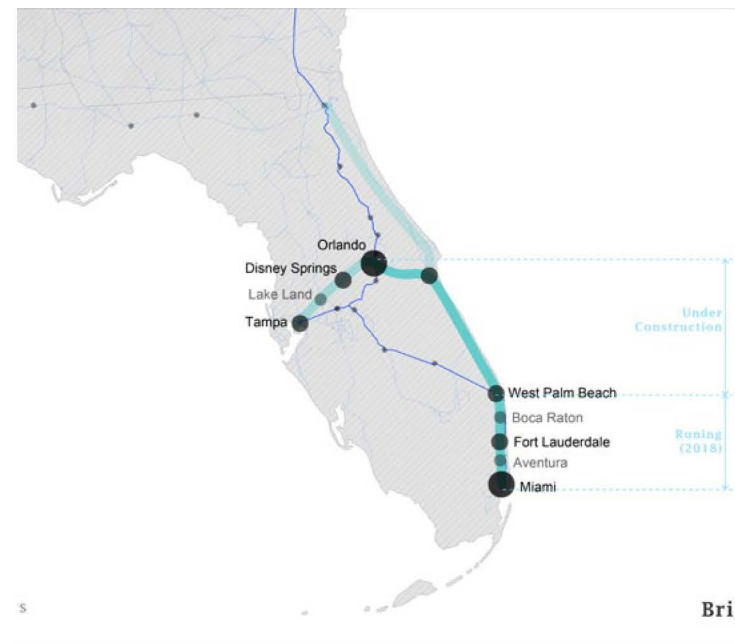 Orlando
Disney Springs
Lake Land
Tampa
Under
Construction
West Palm Beach
Boca Raton
Runing
(2018)
Fort Lauderdale
Aventura
Miami
s
Bri